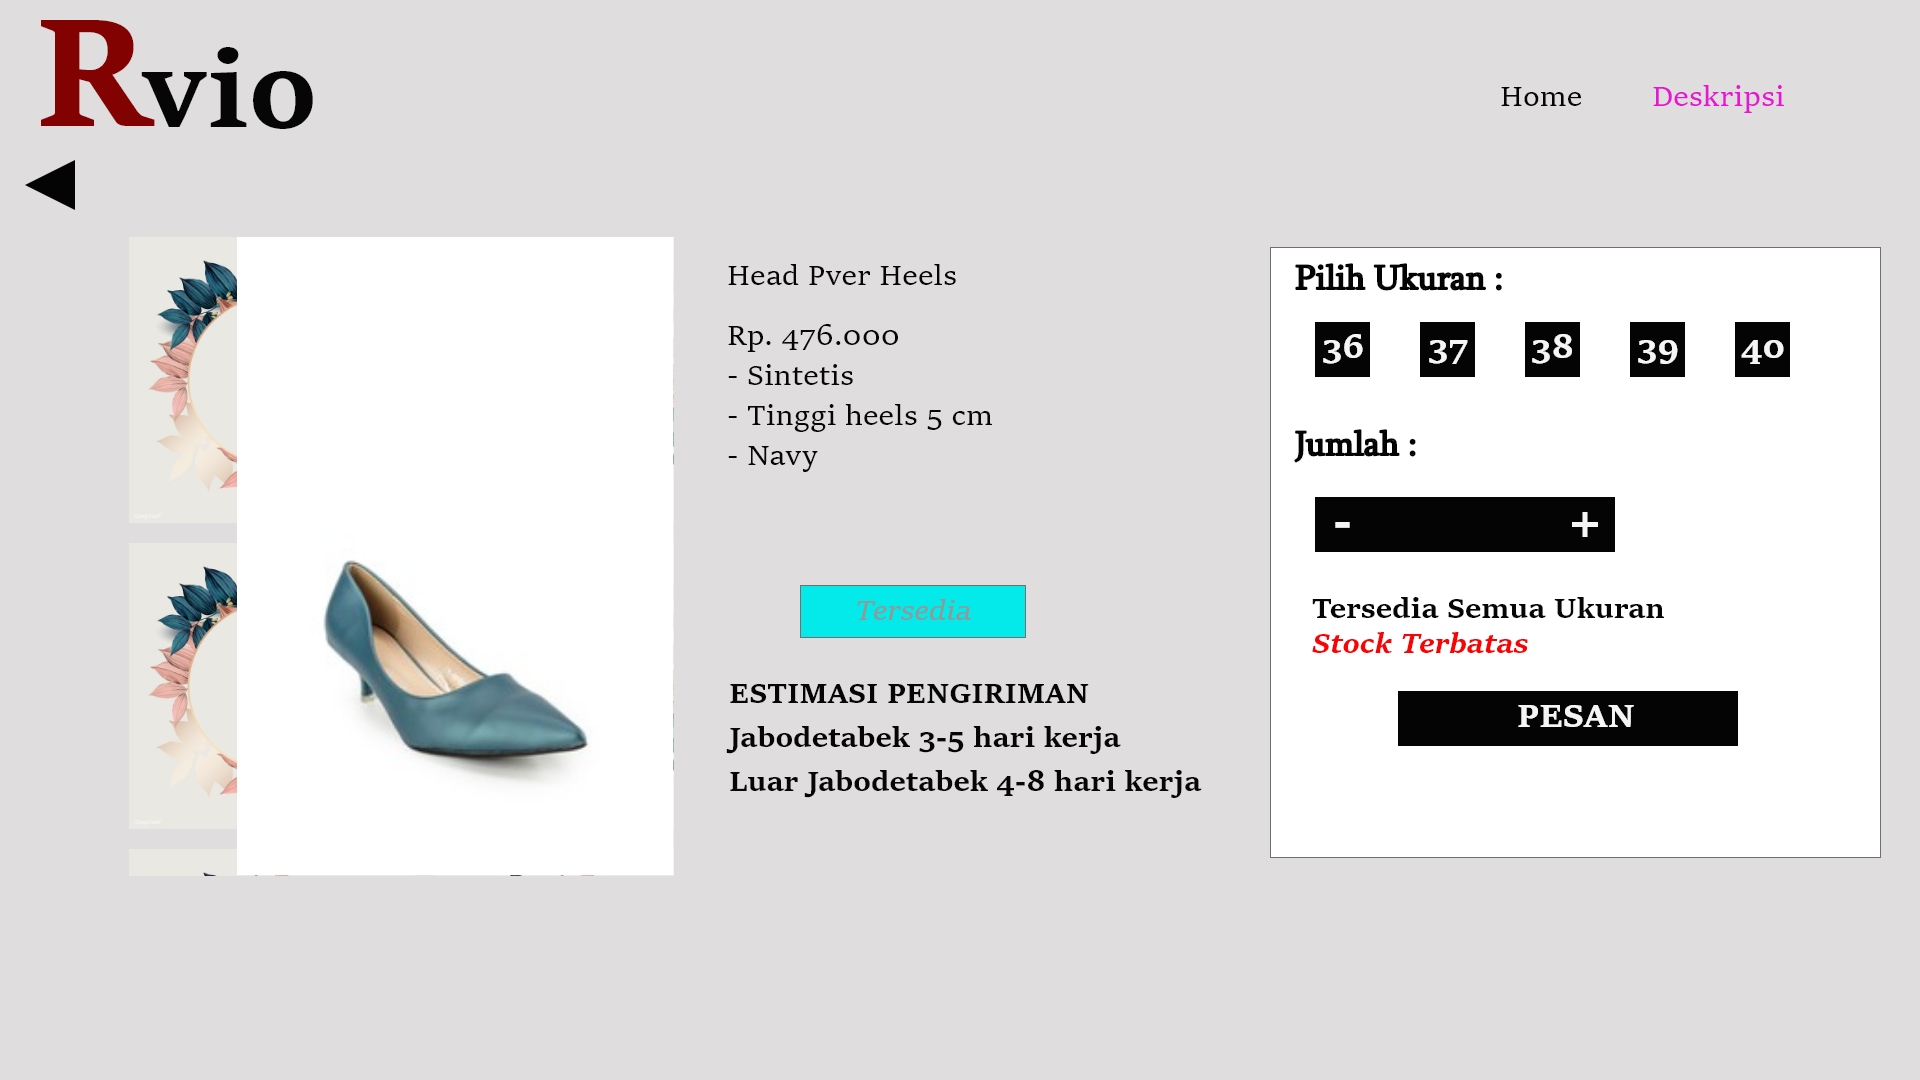 Rvio
Home
Deskripsi
Head Pver Heels
Rp. 476.000
- Sintetis
- Tinggi heels 5 cm
- Navy
Tersedia
ESTIMASI PENGIRIMAN
Jabodetabek 3-5 hari kerja
Luar Jabodetabek 4-8 hari kerja
Pilih Ukuran :
36 37 38 39 40
Jumlah :
- +
Tersedia Semua Ukuran
Stock Terbatas
PESAN